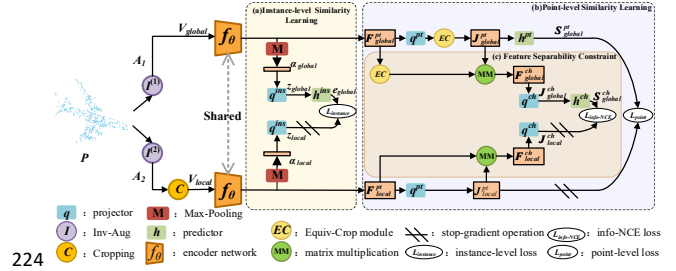 (a)Instance-level Similarity Learning
(b)Point-level Similarity Learning
V_global
f_θ
F^pt_global
q^pt
EC
J^pt_global
h^pt
S^pt_global
A_1
I^(1)
M
α_global
(c) Feature Separability Constraint
EC
MM
F^ch_global
q^ins
z_global
h^ins
e_global
q^ch
J^ch_global
h^ch
S^ch_global
P
Shared
L_instance
L_info-NCE
L_point
q^ins
z_local
q^ch
J^ch_local
I^(2)
α_local
MM
F^ch_local
A_2
C
V_local
f_θ
M
F^pt_local
q^pt
J^pt_local
q : projector
M : Max-Pooling
EC : Equiv-Crop module
: stop-gradient operation
L_info-NCE : info-NCE loss
I : Inv-Aug
h : predictor
C : Cropping
f_θ : encoder network
MM : matrix multiplication
L_instance : instance-level loss
L_point : point-level loss
224